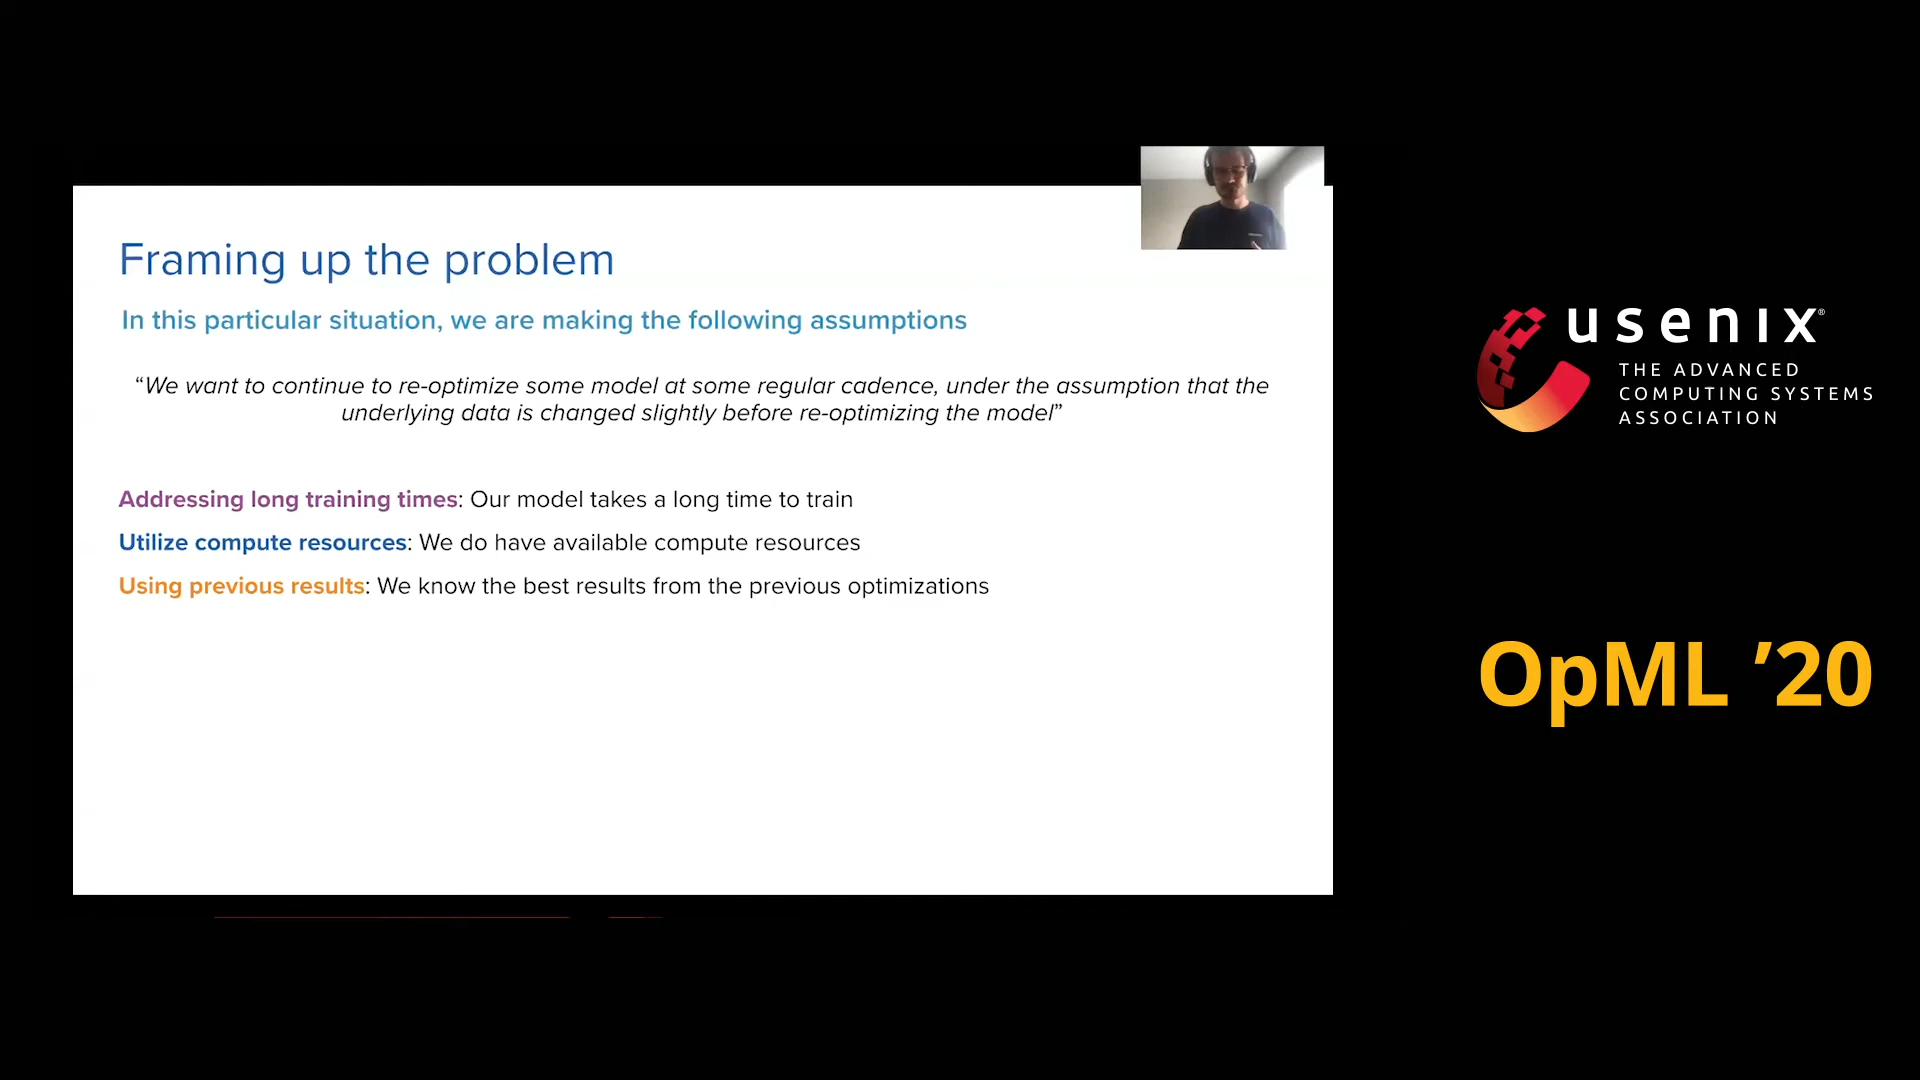 Framing up the problem
In this particular situation, we are making the following assumptions
“We want to continue to re-optimize some model at some regular cadence, under the assumption that the
underlying data is changed slightly before re-optimizing the model”
Addressing long training times: Our model takes a long time to train
Utilize compute resources: We do have available compute resources
Using previous results: We know the best results from the previous optimizations
usenix®
THE ADVANCED
COMPUTING SYSTEMS
ASSOCIATION
OpML ’20